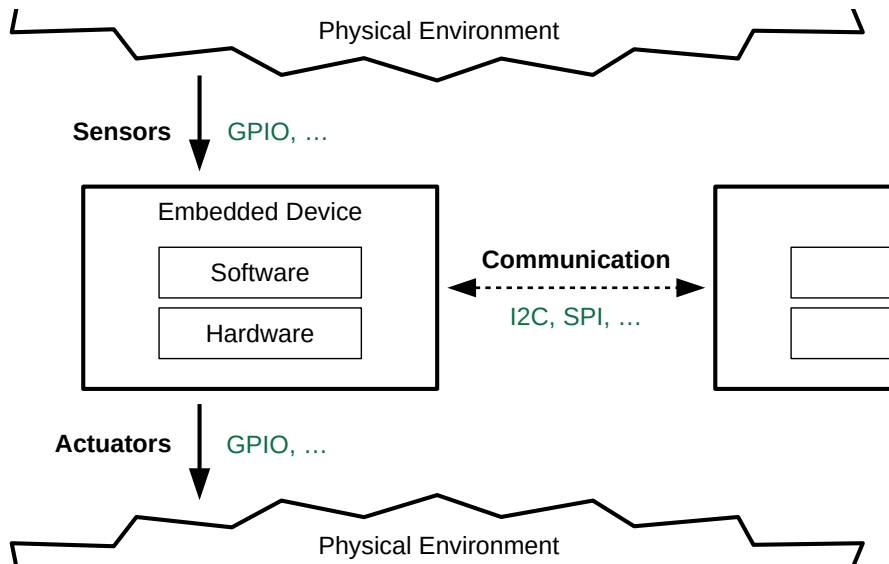 Physical Environment
Sensors
GPIO, …
Embedded Device
Software
Hardware
Communication
I2C, SPI, …
Actuators
GPIO, …
Physical Environment